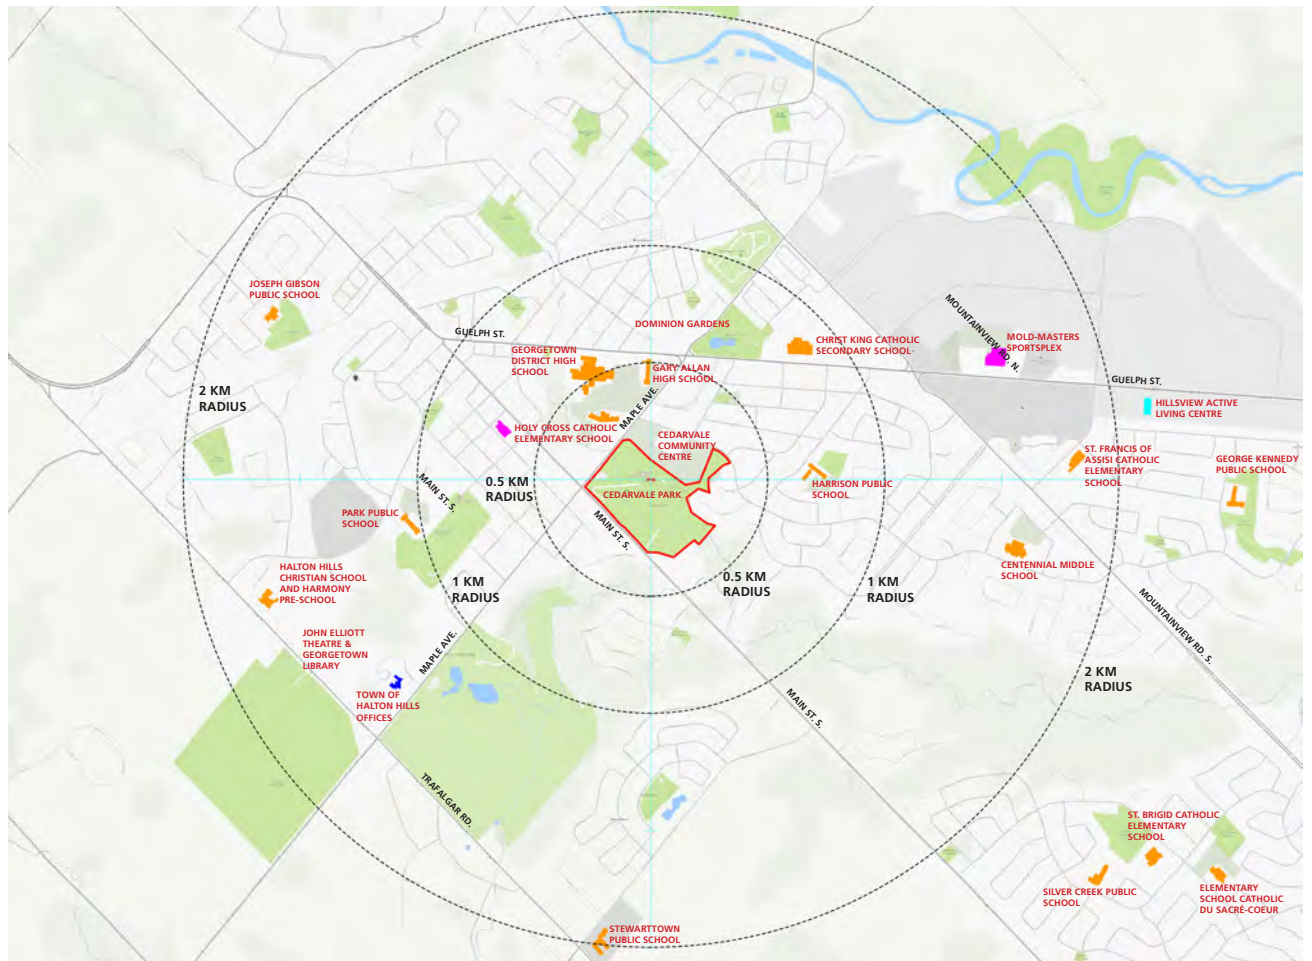 JOSEPH GIBSON
PUBLIC SCHOOL
GUELPH ST.
DOMINION GARDENS
MOUNTAINVIEW RD. N.
MOLD-MASTERS
SPORTSPLEX
CHRIST KING CATHOLIC
SECONDARY SCHOOL
GEORGETOWN
DISTRICT HIGH
SCHOOL
GARY ALLAN
HIGH SCHOOL
GUELPH ST.
2 KM
RADIUS
MAPLE AVE.
HILLSVIEW ACTIVE
LIVING CENTRE
HOLY CROSS CATHOLIC
ELEMENTARY SCHOOL
CEDARVALE
COMMUNITY
CENTRE
ST. FRANCIS OF
ASSISI CATHOLIC
ELEMENTARY
SCHOOL
GEORGE KENNEDY
PUBLIC SCHOOL
MAIN ST. S.
0.5 KM
RADIUS
CEDARVALE PARK
HARRISON PUBLIC
SCHOOL
PARK PUBLIC
SCHOOL
MAIN ST. S.
HALTON HILLS
CHRISTIAN SCHOOL
AND HARMONY
PRE-SCHOOL
1 KM
RADIUS
0.5 KM
RADIUS
1 KM
RADIUS
CENTENNIAL MIDDLE
SCHOOL
MOUNTAINVIEW RD. S.
JOHN ELLIOTT
THEATRE &
GEORGETOWN
LIBRARY
MAPLE AVE.
TOWN OF
HALTON HILLS
OFFICES
MAIN ST. S.
2 KM
RADIUS
TRAFALGAR RD.
ST. BRIGID CATHOLIC
ELEMENTARY
SCHOOL
SILVER CREEK PUBLIC
SCHOOL
ELEMENTARY
SCHOOL CATHOLIC
DU SACRÉ-COEUR
STEWARTTOWN
PUBLIC SCHOOL